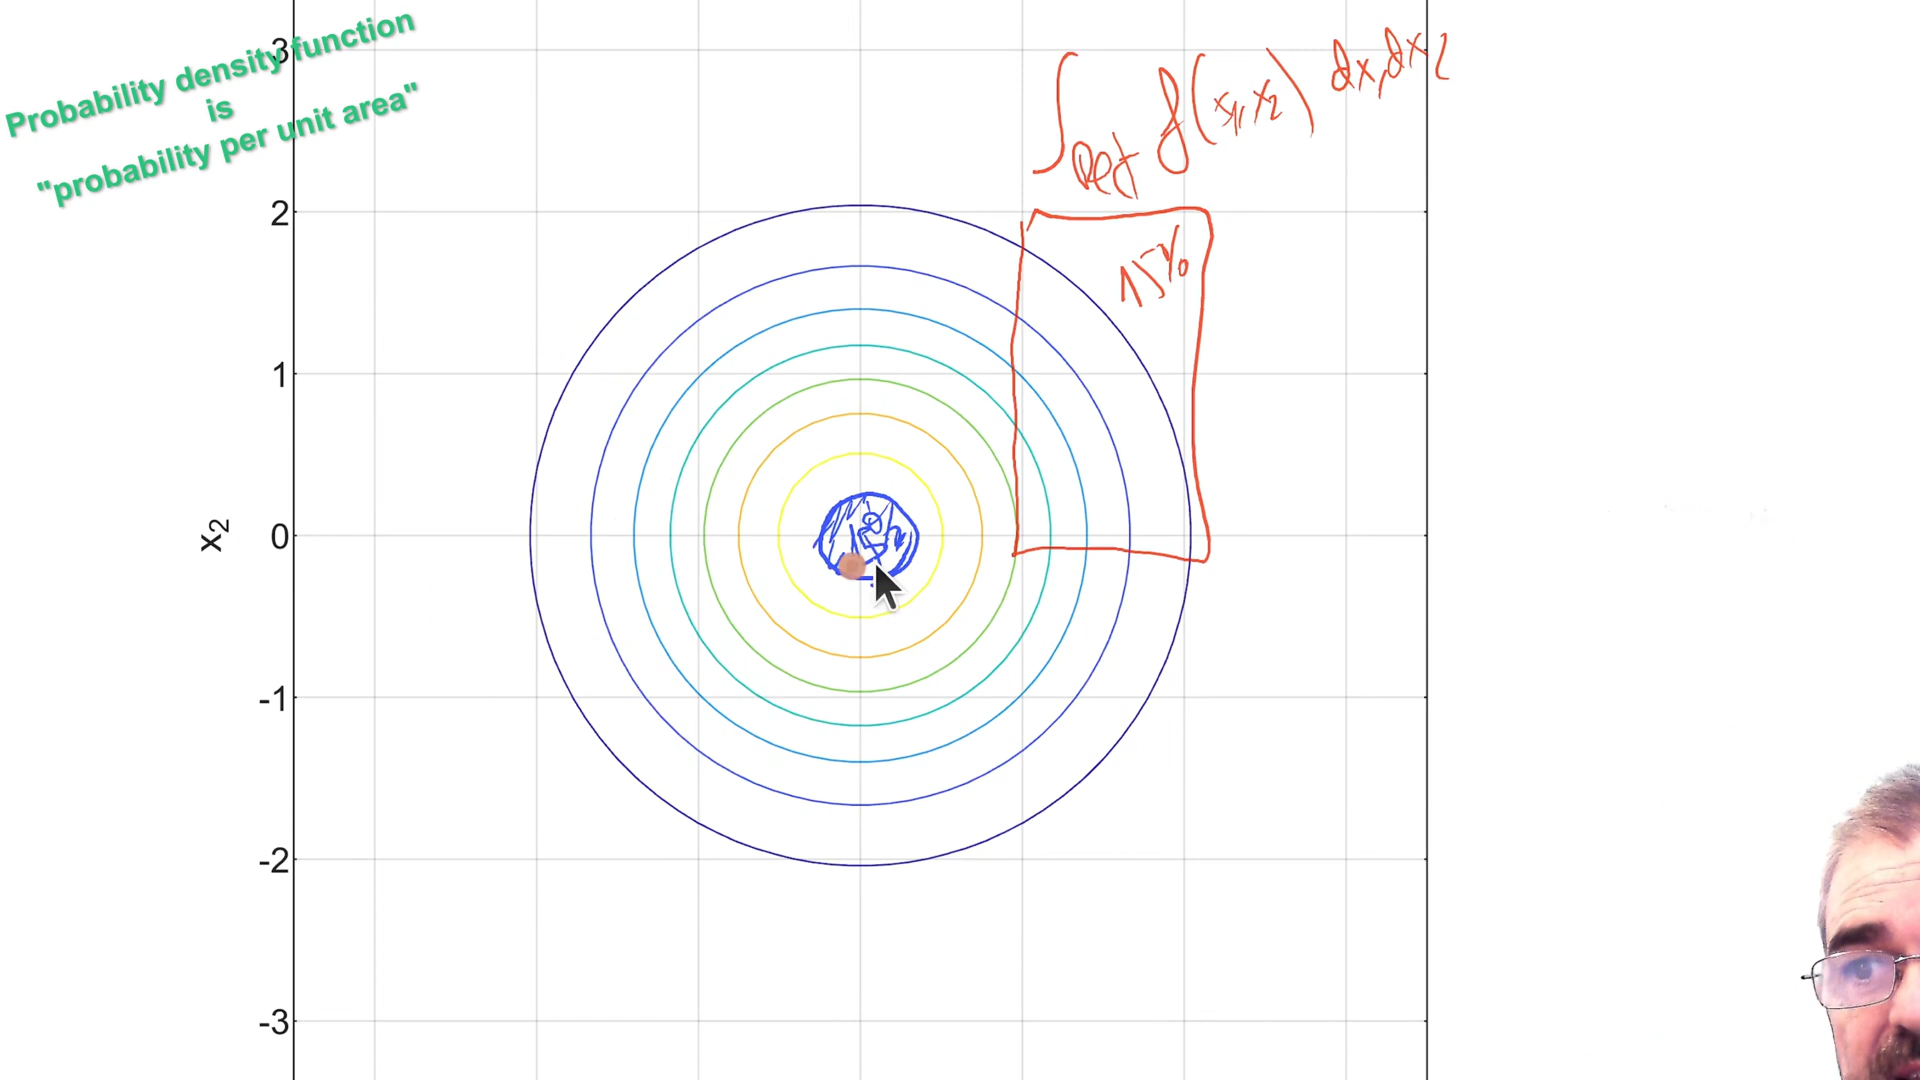 Probability density function
is
"probability per unit area"
∫Rect f(x1, x2) dx1dx2
15%
3
2
1
0
-1
-2
-3
x2